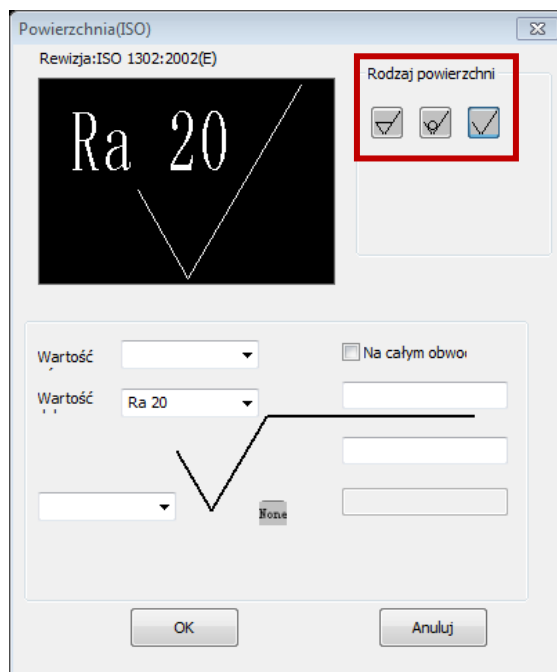 Powierzchnia(ISO)
Rewizja:ISO 1302:2002(E)
Rodzaj powierzchni
Ra 20
Wartość
Na całym obwo
Wartość
Ra 20
None
OK
Anuluj